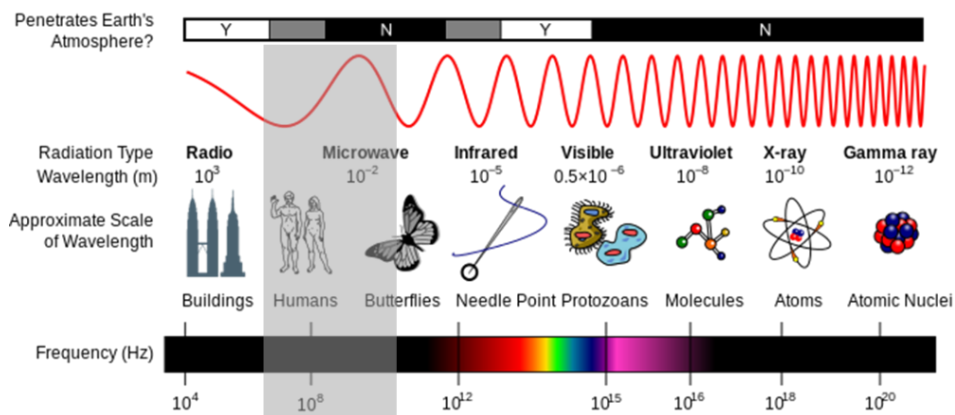 Penetrates Earth's
Atmosphere?
Y N Y N
Radiation Type
Radio Microwave Infrared Visible Ultraviolet X-ray Gamma ray
Wavelength (m)
10³ 10⁻² 10⁻⁵ 0.5×10⁻⁶ 10⁻⁸ 10⁻¹⁰ 10⁻¹²
Approximate Scale
of Wavelength
Buildings Humans Butterflies Needle Point Protozoans Molecules Atoms Atomic Nuclei
Frequency (Hz)
10⁴ 10⁸ 10¹² 10¹⁵ 10¹⁶ 10¹⁸ 10²⁰